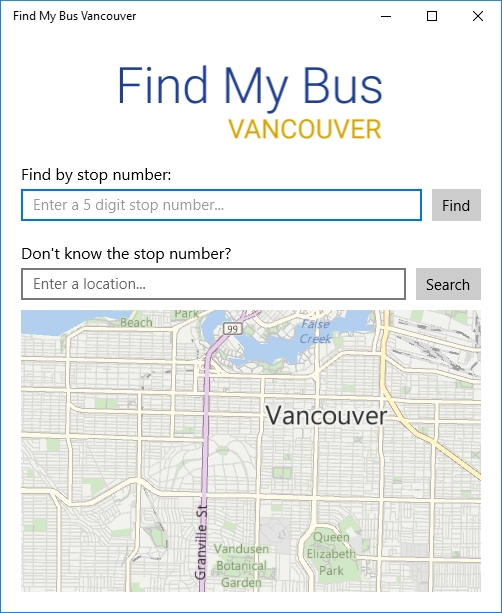 Find My Bus Vancouver
Find My Bus
VANCOUVER
Find by stop number:
Enter a 5 digit stop number...
Find
Don't know the stop number?
Enter a location...
Search
Beach
Park
99
False
Creek
Vancouver
Granville St
Vandusen
Botanical
Garden
Queen
Elizabeth
Park